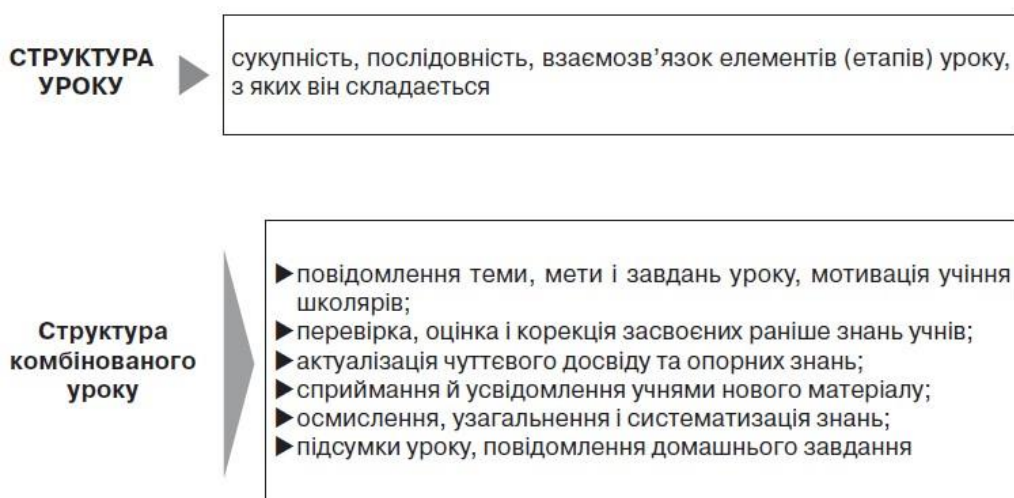 СТРУКТУРА
УРОКУ
сукупність, послідовність, взаємозв’язок елементів (етапів) уроку,
з яких він складається
Структура
комбінованого
уроку
▶повідомлення теми, мети і завдань уроку, мотивація учіння
школярів;
▶перевірка, оцінка і корекція засвоєних раніше знань учнів;
▶актуалізація чуттєвого досвіду та опорних знань;
▶сприймання й усвідомлення учнями нового матеріалу;
▶осмислення, узагальнення і систематизація знань;
▶підсумки уроку, повідомлення домашнього завдання